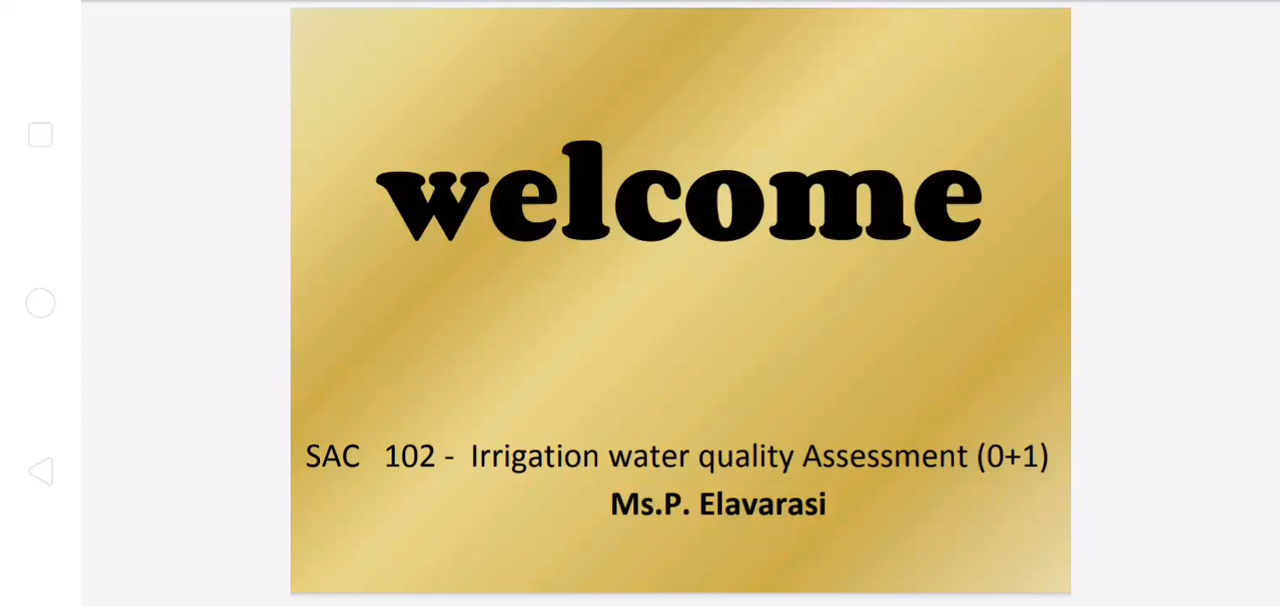 welcome
SAC 102 - Irrigation water quality Assessment (0+1)
Ms.P. Elavarasi